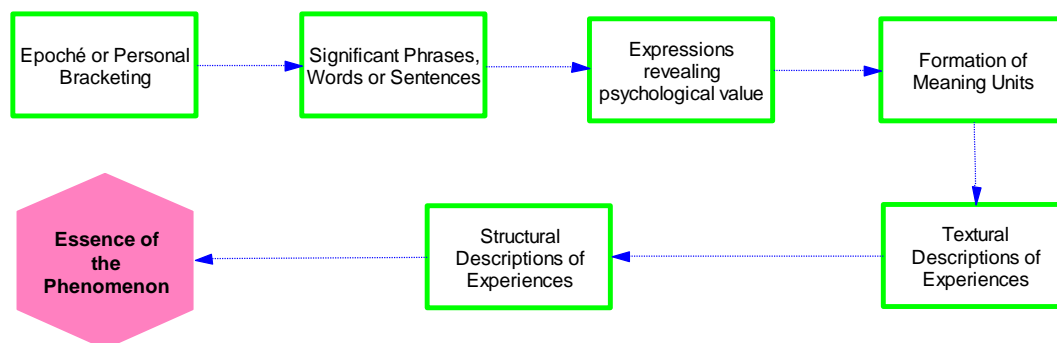 Epoché or Personal
Bracketing
Significant Phrases,
Words or Sentences
Expressions
revealing
psychological value
Formation of
Meaning Units
Textural
Descriptions of
Experiences
Structural
Descriptions of
Experiences
Essence of
the
Phenomenon